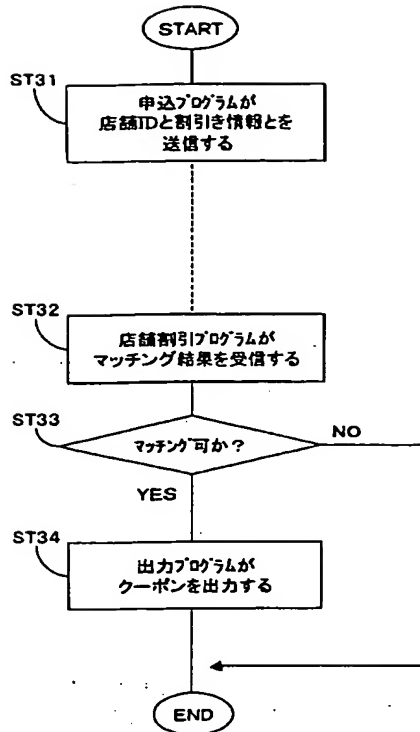 START
ST31
申込プログラムが
店舗IDと割引き情報とを
送信する
ST32
店舗割引プログラムが
マッチング結果を受信する
ST33
マッチング可か？
NO
YES
ST34
出力プログラムが
クーポンを出力する
END